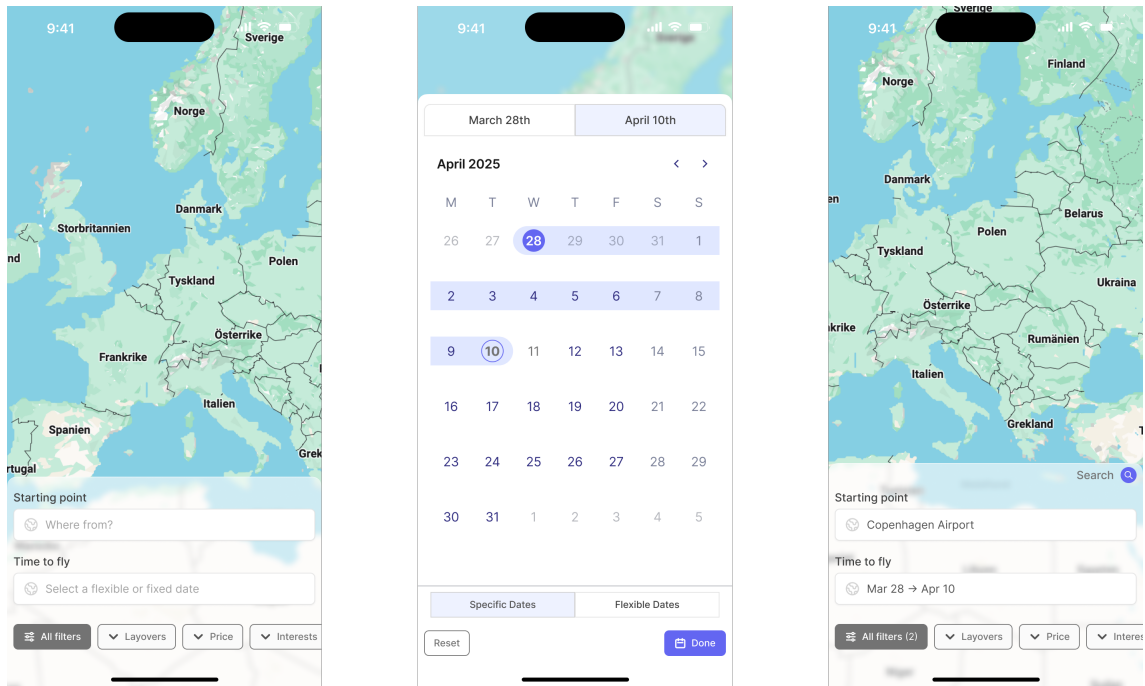 9:41
Sverige
Norge
Danmark
Storbritannien
nd
Polen
Tyskland
Österrike
Frankrike
Italien
Spanien
Grek
rtugal
Starting point
Where from?
Time to fly
Select a flexible or fixed date
All filters Layovers Price Interests
9:41
March 28th April 10th
April 2025
M T W T F S S
26 27 28 29 30 31 1
2 3 4 5 6 7 8
9 10 11 12 13 14 15
16 17 18 19 20 21 22
23 24 25 26 27 28 29
30 31 1 2 3 4 5
Specific Dates Flexible Dates
Reset Done
9:41
Sverige
Finland
Norge
Danmark
en
Belarus
Polen
Tyskland
Ukraina
Österrike
krike
Rumänien
Italien
Grekland
T
Search
Starting point
Copenhagen Airport
Time to fly
Mar 28 → Apr 10
All filters (2) Layovers Price Interes